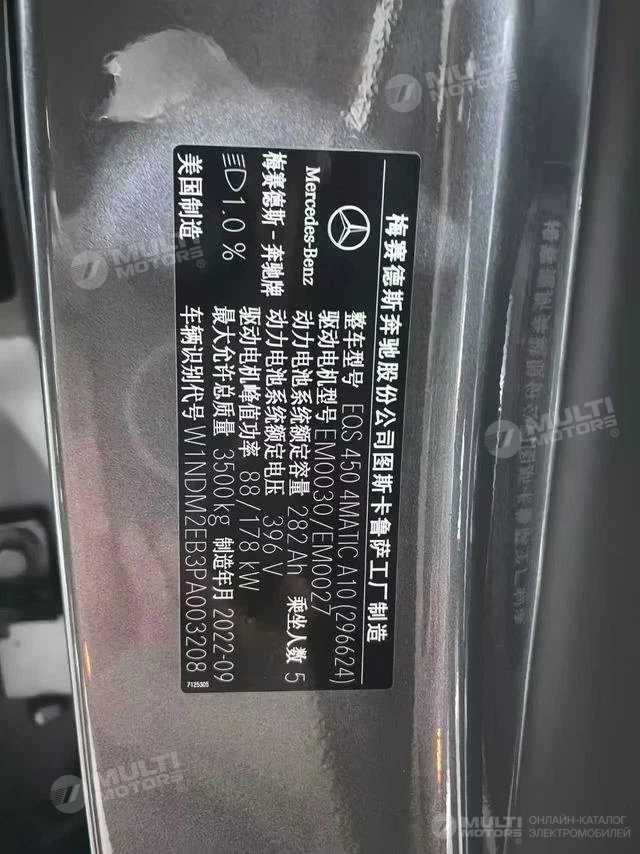 梅赛德斯奔驰股份公司图斯卡鲁萨工厂制造
Mercedes-Benz
整车型号 EQS 450 4MATIC A10(296624)
驱动电机型号 EM0030/EM0027
动力电池系统额定容量 282Ah 乘坐人数 5
梅赛德斯-奔驰牌 动力电池系统额定电压 396 V
驱动电机峰值功率 88/178 kW
1.0 % 最大允许总质量 3500kg 制造年月 2022-09
美国制造 车辆识别代号 W1NDM2EB3PA003208
7125305
MULTI MOTORS
MULTI MOTORS
MULTI MOTORS
MULTI MOTORS
MULTI MOTORS ОНЛАЙН-КАТАЛОГ ЭЛЕКТРОМОБИЛЕЙ